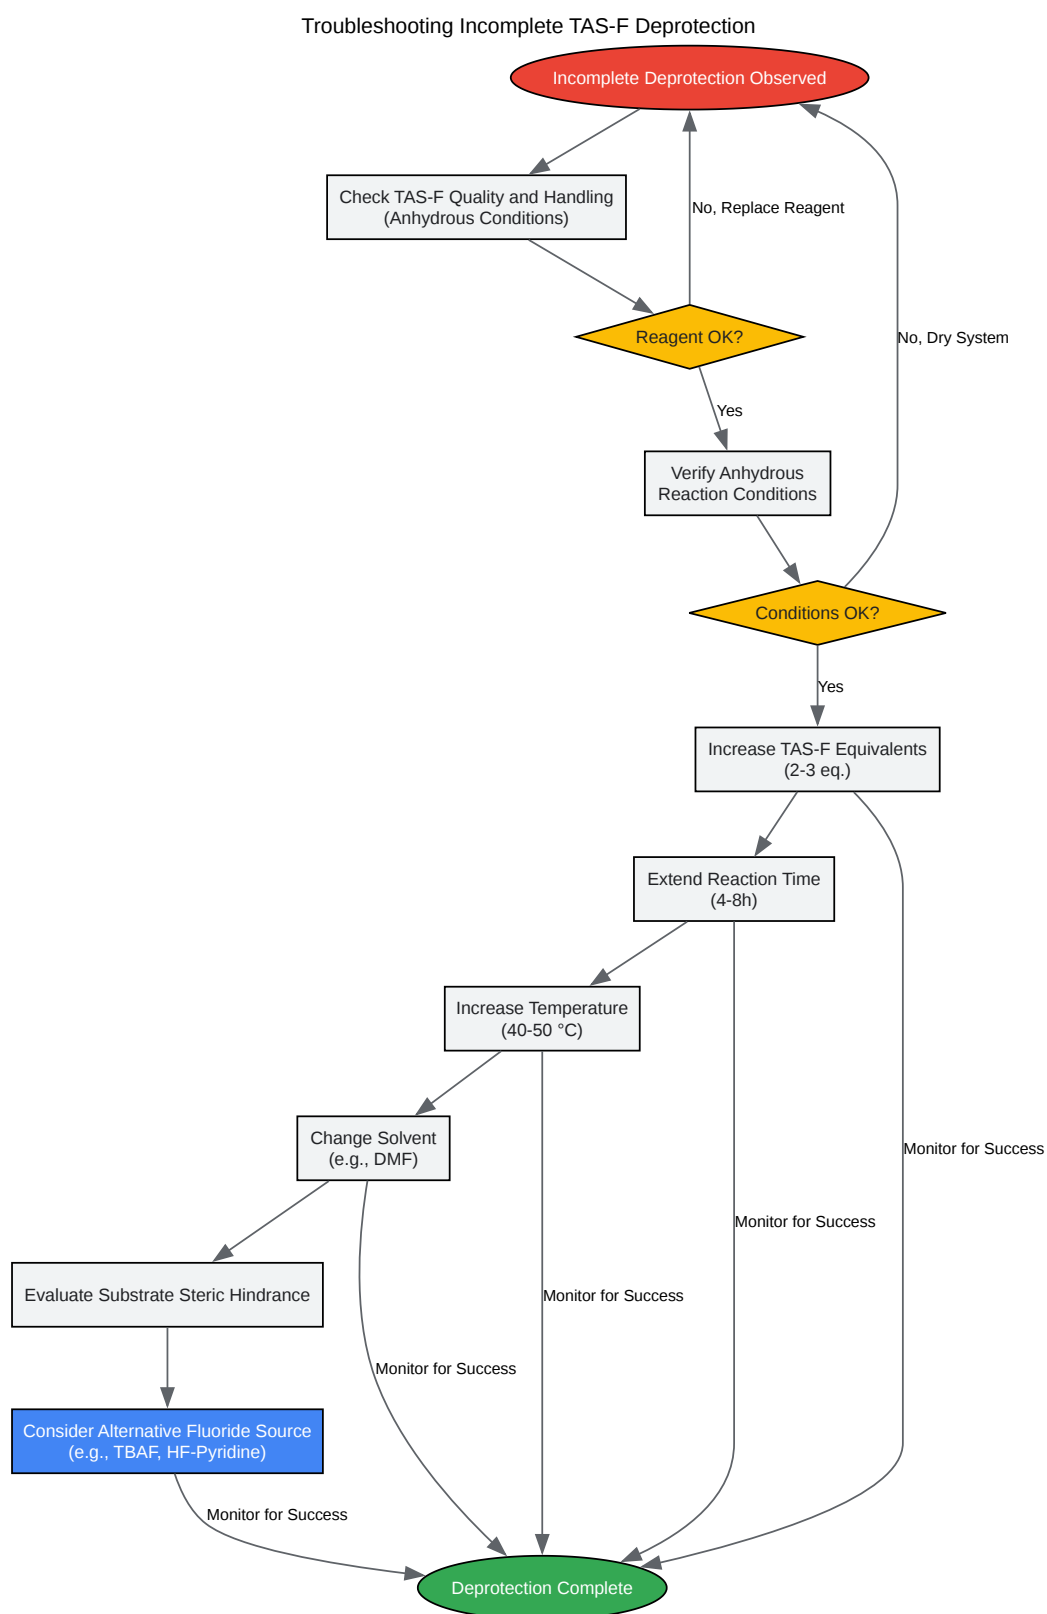 Troubleshooting Incomplete TAS-F Deprotection
Incomplete Deprotection Observed
Check TAS-F Quality and Handling
(Anhydrous Conditions)
No, Replace Reagent
Reagent OK?
No, Dry System
Yes
Verify Anhydrous
Reaction Conditions
Conditions OK?
Yes
Increase TAS-F Equivalents
(2-3 eq.)
Extend Reaction Time
(4-8h)
Increase Temperature
(40-50 °C)
Change Solvent
(e.g., DMF)
Monitor for Success
Monitor for Success
Evaluate Substrate Steric Hindrance
Monitor for Success
Monitor for Success
Consider Alternative Fluoride Source
(e.g., TBAF, HF-Pyridine)
Monitor for Success
Deprotection Complete